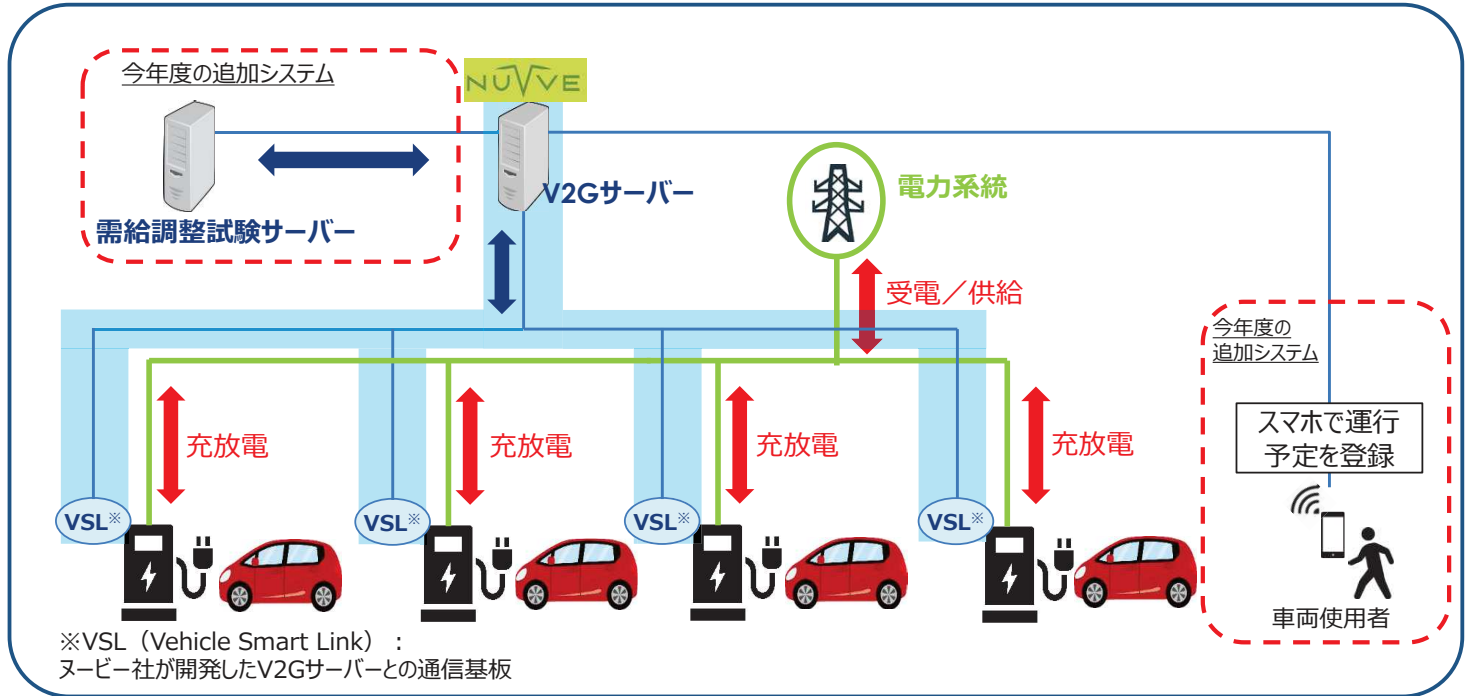 今年度の追加システム
NUVVE
V2Gサーバー
需給調整試験サーバー
電力系統
受電／供給
今年度の
追加システム
スマホで運行
予定を登録
車両使用者
充放電
充放電
充放電
充放電
VSL※
VSL※
VSL※
VSL※
※VSL（Vehicle Smart Link）：
ヌービー社が開発したV2Gサーバーとの通信基板